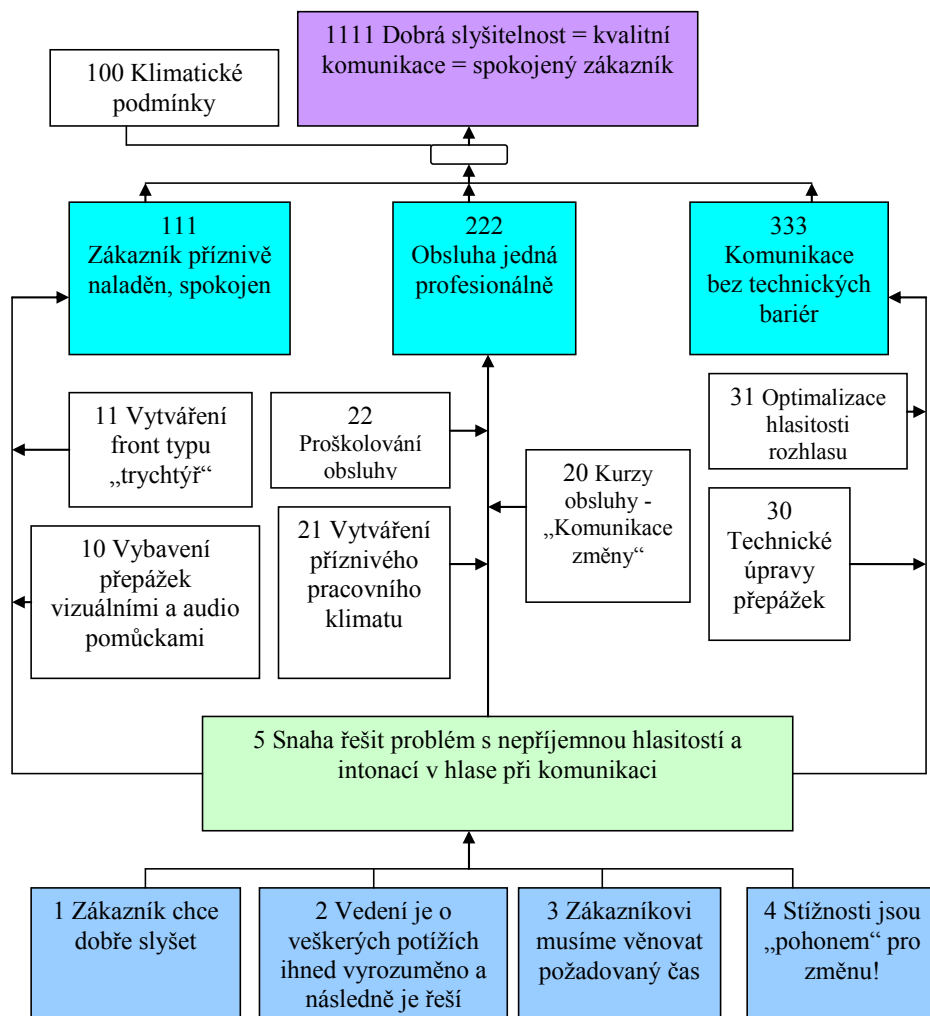 1111 Dobrá slyšitelnost = kvalitní
komunikace = spokojený zákazník
100 Klimatické
podmínky
111
Zákazník příznivě
naladěn, spokojen
222
Obsluha jedná
profesionálně
333
Komunikace
bez technických
bariér
11 Vytváření
front typu
„trychtýř“
22
Proškolování
obsluhy
31 Optimalizace
hlasitosti
rozhlasu
20 Kurzy
obsluhy -
„Komunikace
změny“
10 Vybavení
přepážek
vizuálními a audio
pomůckami
21 Vytváření
příznivého
pracovního
klimatu
30
Technické
úpravy
přepážek
5 Snaha řešit problém s nepříjemnou hlasitostí a
intonací v hlase při komunikaci
1 Zákazník chce
dobře slyšet
2 Vedení je o
veškerých potížích
ihned vyrozuměno a
následně je řeší
3 Zákazníkovi
musíme věnovat
požadovaný čas
4 Stížnosti jsou
„pohonem“ pro
změnu!